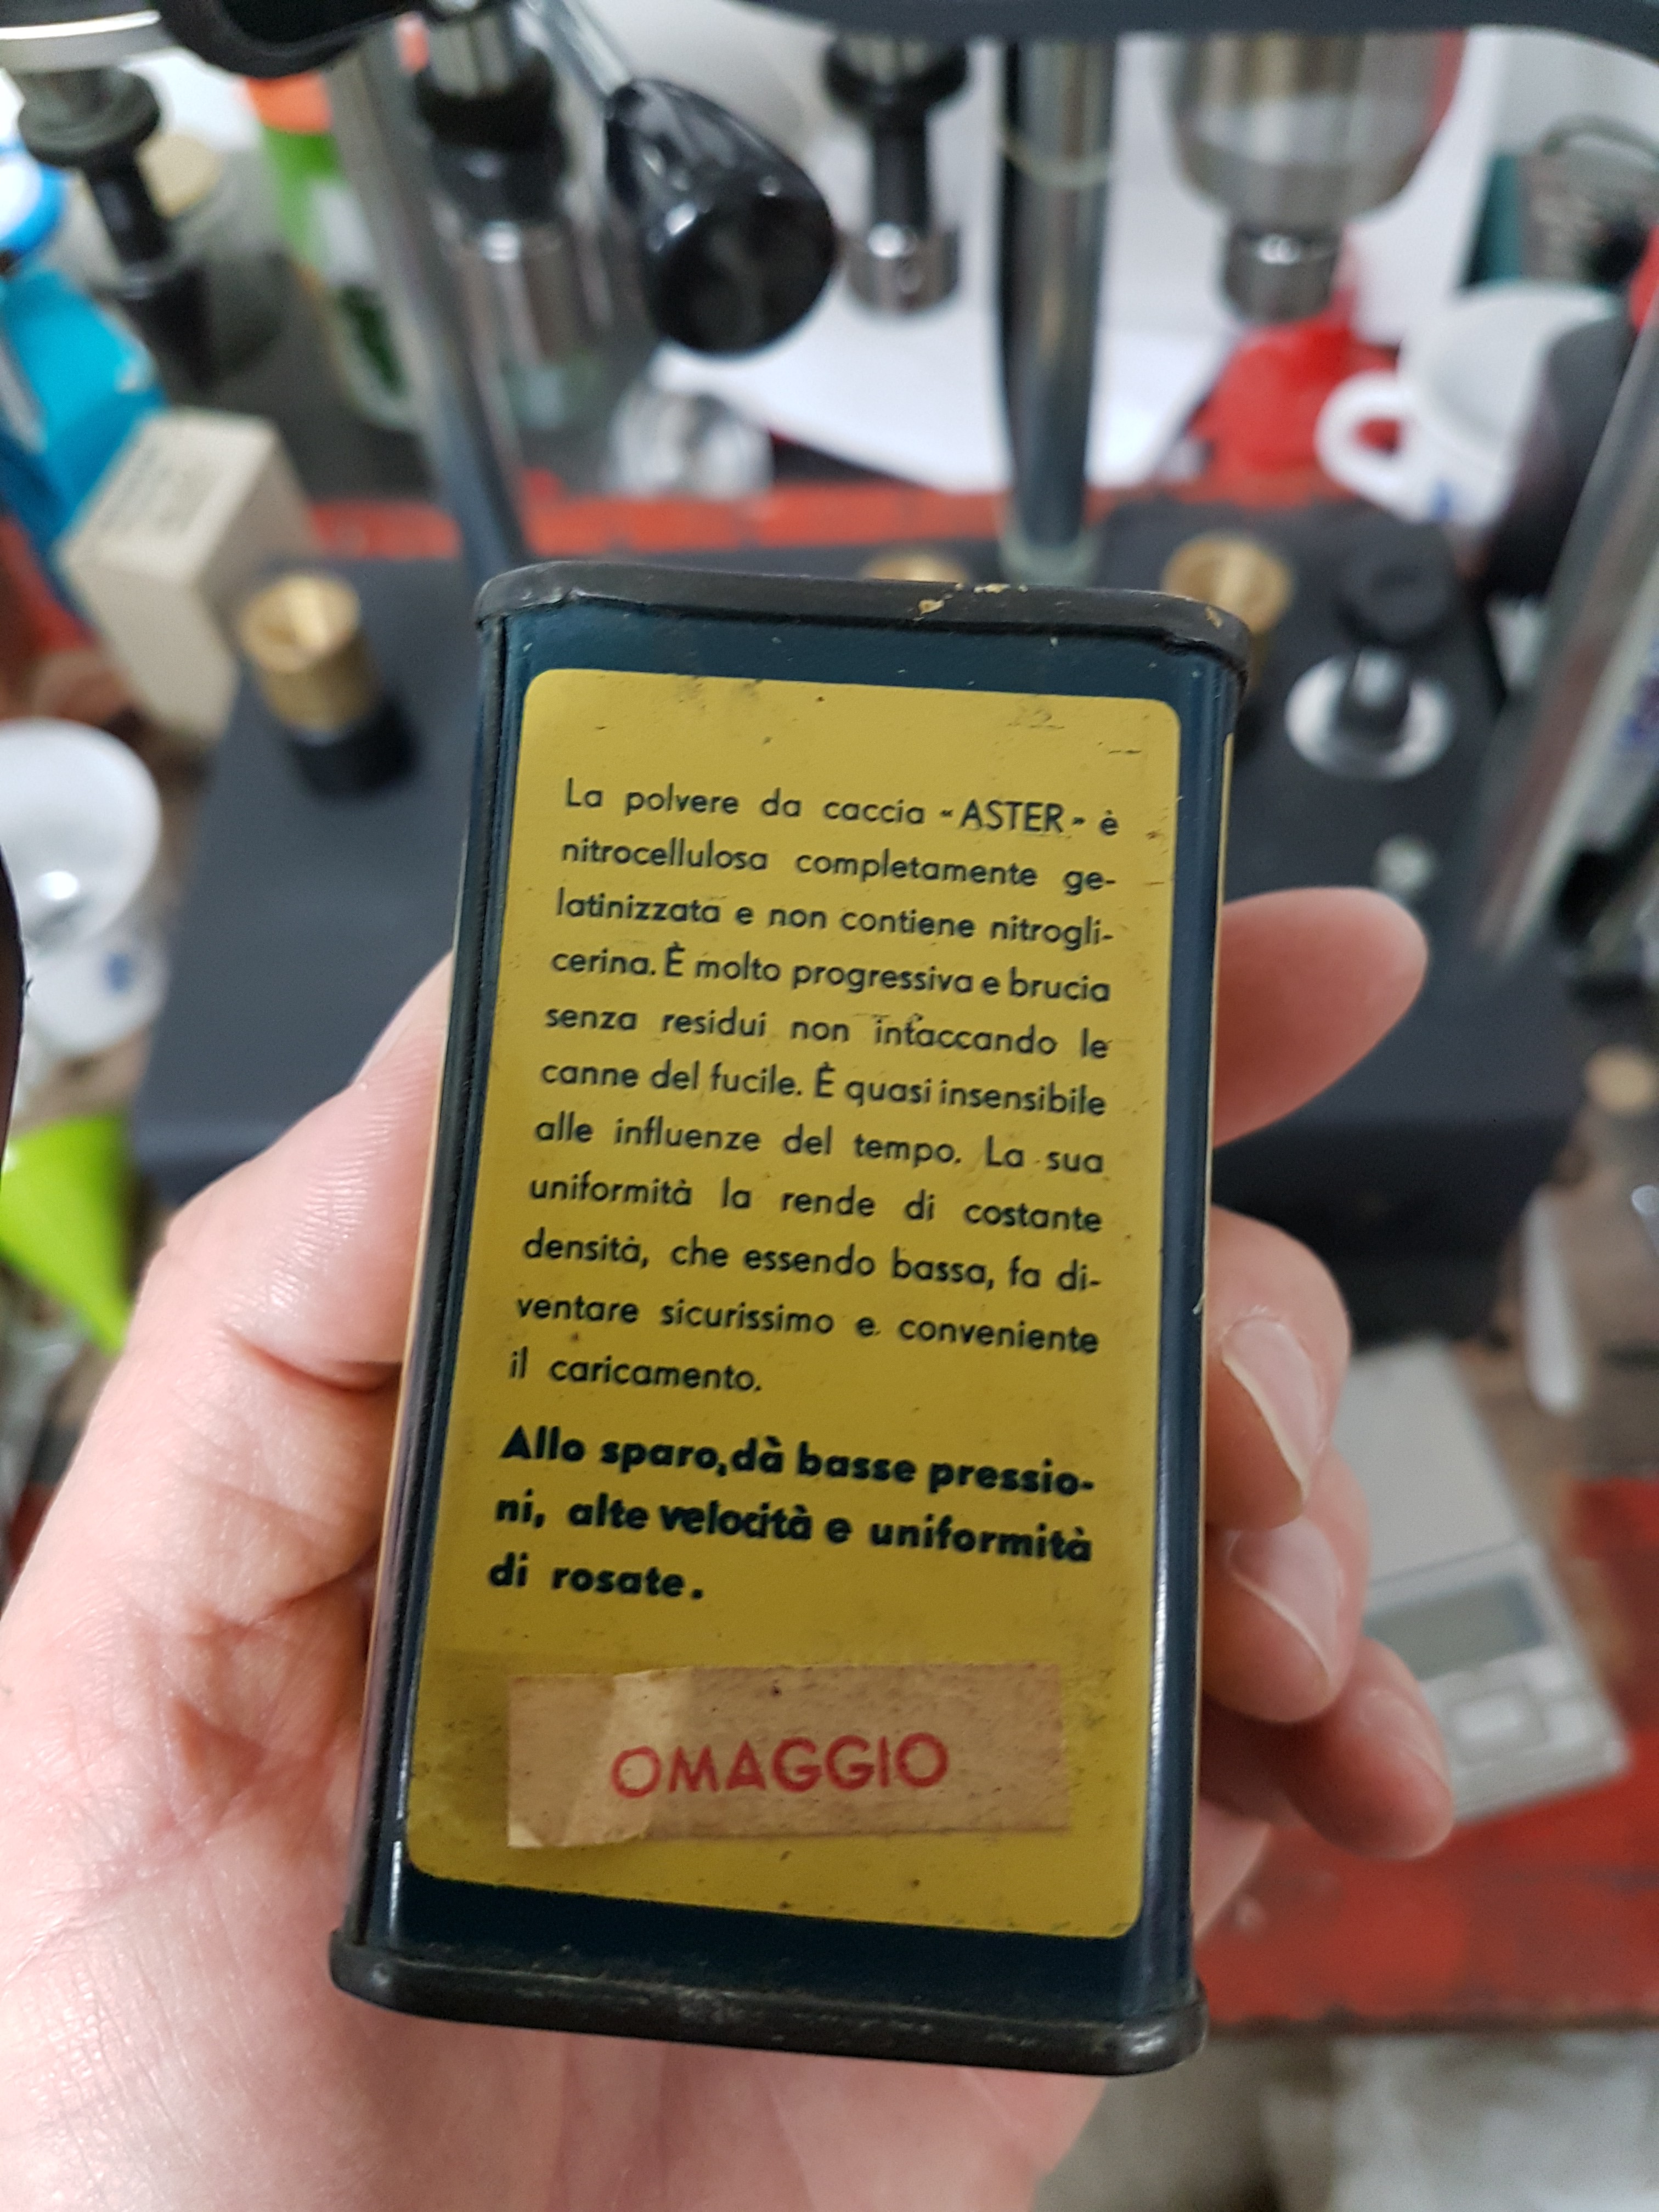 La polvere da caccia «ASTER» è
nitrocellulosa completamente ge-
latinizzata e non contiene nitrogli-
cerina. È molto progressiva e brucia
senza residui non intaccando le
canne del fucile. È quasi insensibile
alle influenze del tempo. La sua
uniformità la rende di costante
densità, che essendo bassa, fa di-
ventare sicurissimo e conveniente
il caricamento.
Allo sparo,dà basse pressio-
ni, alte velocità e uniformità
di rosate.
OMAGGIO